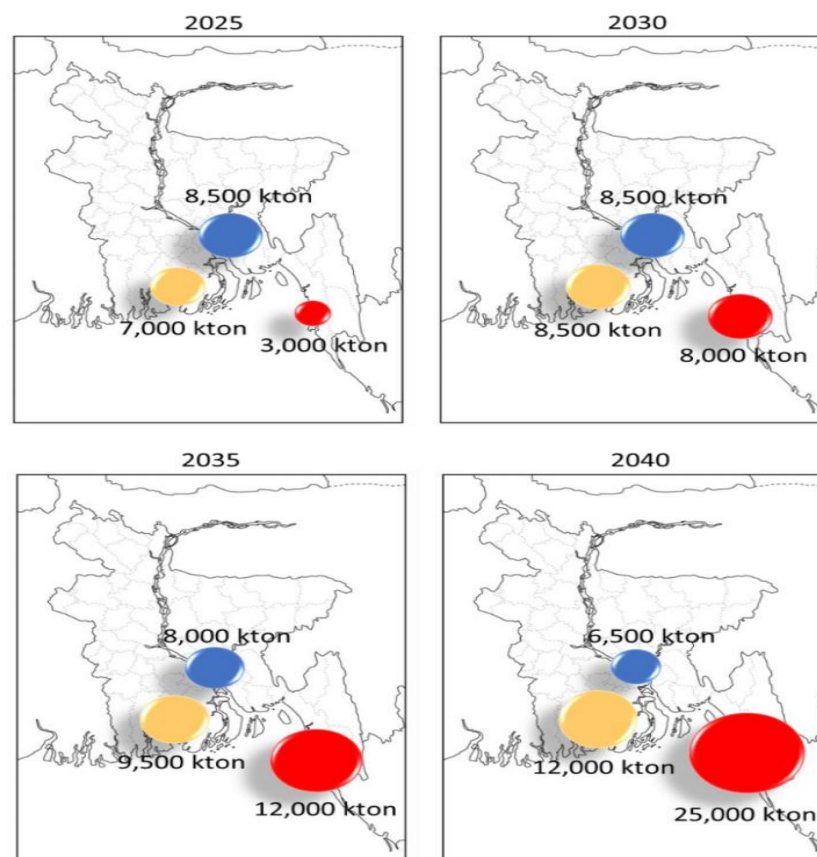 2025
8,500 kton
7,000 kton
3,000 kton
2030
8,500 kton
8,500 kton
8,000 kton
2035
8,000 kton
9,500 kton
12,000 kton
2040
6,500 kton
12,000 kton
25,000 kton